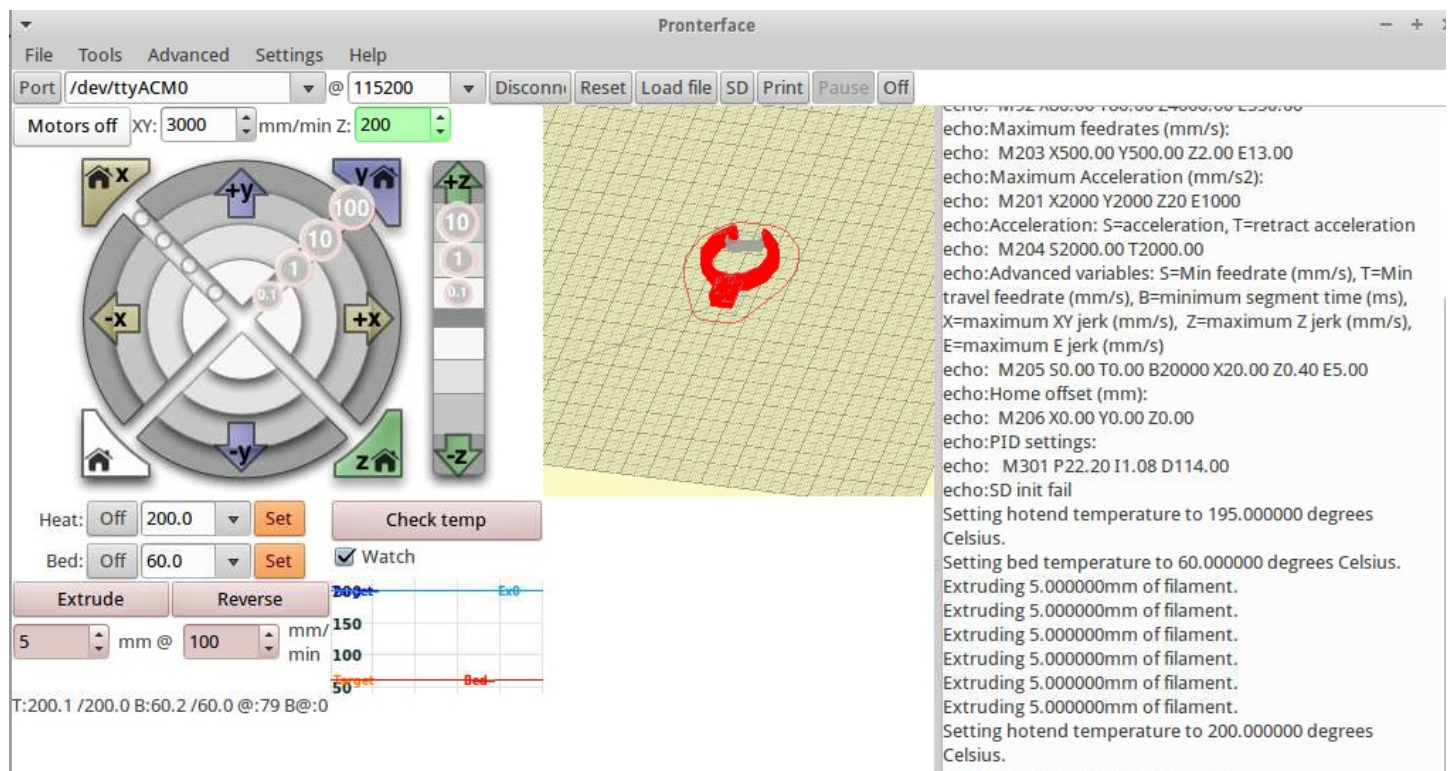 Pronterface
File Tools Advanced Settings Help
Port /dev/ttyACM0 @ 115200 Disconn Reset Load file SD Print Pause Off
Motors off XY: 3000 mm/min Z: 200
x y
+y +z
100
10 10
1 1
0.1 0.1
-x +x
-y -z
z
Heat: Off 200.0 Set Check temp
Bed: Off 60.0 Set Watch
Extrude Reverse
5 mm @ 100 mm/
min
Target Ex0
150
100
Target Bed
50
T:200.1 /200.0 B:60.2 /60.0 @:79 B@:0
echo:Maximum feedrates (mm/s):
echo: M203 X500.00 Y500.00 Z2.00 E13.00
echo:Maximum Acceleration (mm/s2):
echo: M201 X2000 Y2000 Z20 E1000
echo:Acceleration: S=acceleration, T=retract acceleration
echo: M204 S2000.00 T2000.00
echo:Advanced variables: S=Min feedrate (mm/s), T=Min
travel feedrate (mm/s), B=minimum segment time (ms),
X=maximum XY jerk (mm/s), Z=maximum Z jerk (mm/s),
E=maximum E jerk (mm/s)
echo: M205 S0.00 T0.00 B20000 X20.00 Z0.40 E5.00
echo:Home offset (mm):
echo: M206 X0.00 Y0.00 Z0.00
echo:PID settings:
echo: M301 P22.20 I1.08 D114.00
echo:SD init fail
Setting hotend temperature to 195.000000 degrees
Celsius.
Setting bed temperature to 60.000000 degrees Celsius.
Extruding 5.000000mm of filament.
Extruding 5.000000mm of filament.
Extruding 5.000000mm of filament.
Extruding 5.000000mm of filament.
Extruding 5.000000mm of filament.
Extruding 5.000000mm of filament.
Setting hotend temperature to 200.000000 degrees
Celsius.